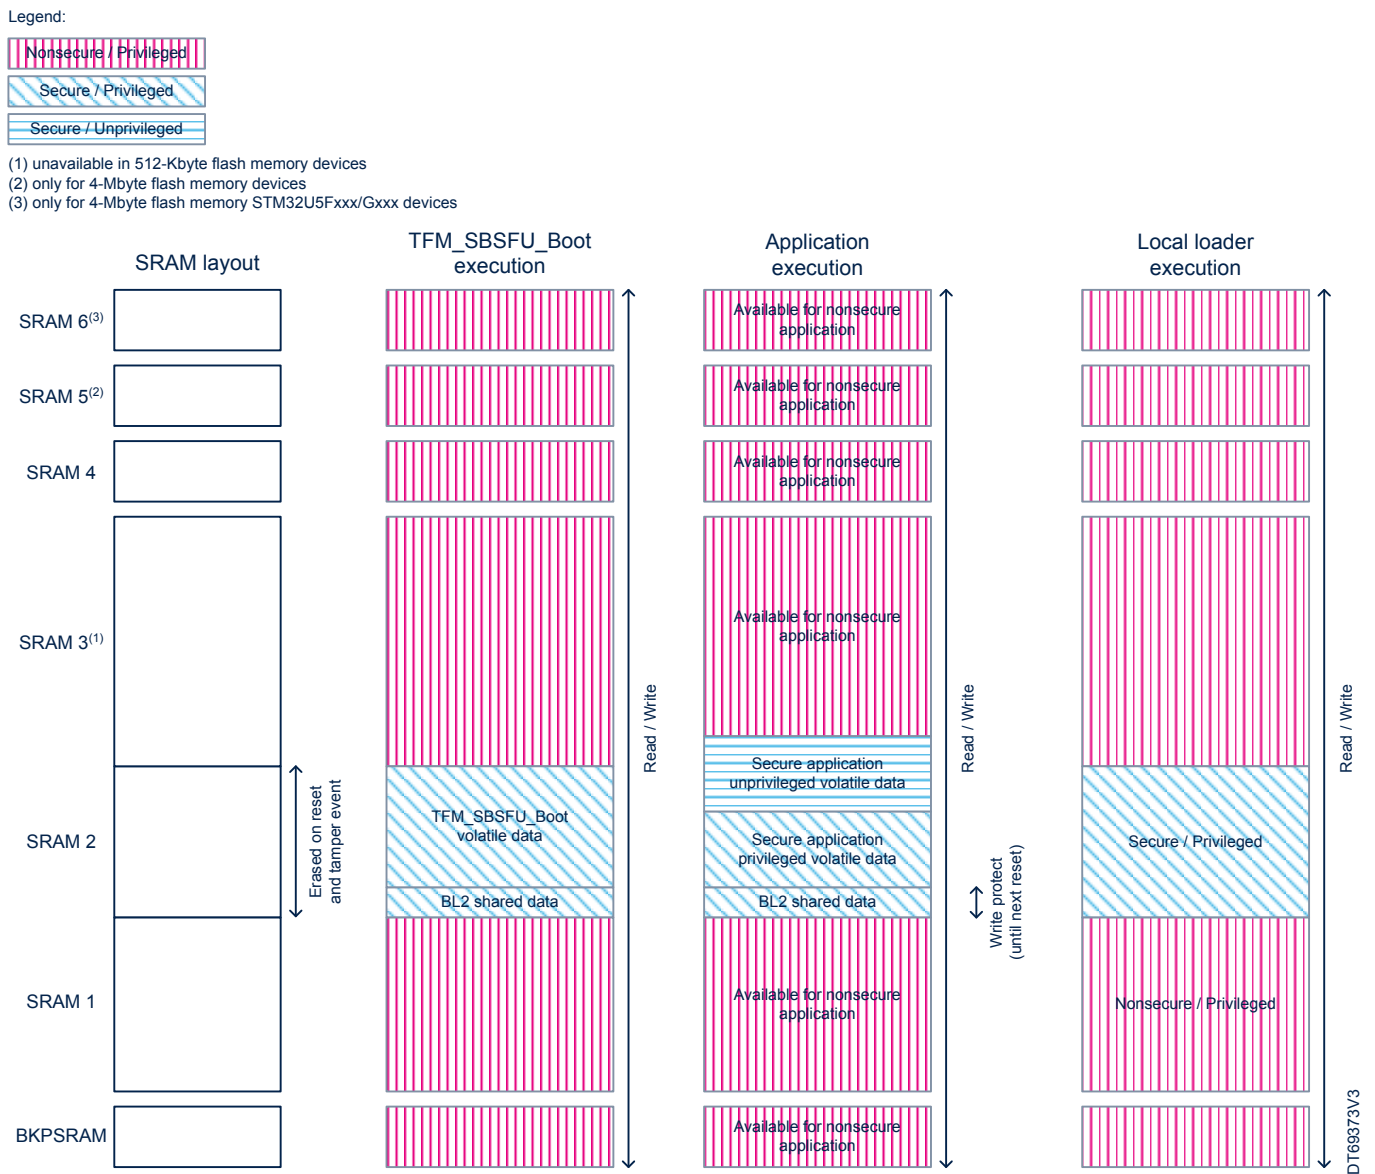 Legend:
Nonsecure / Privileged
Secure / Privileged
Secure / Unprivileged
(1) unavailable in 512-Kbyte flash memory devices
(2) only for 4-Mbyte flash memory devices
(3) only for 4-Mbyte flash memory STM32U5Fxxx/Gxxx devices
SRAM layout
TFM_SBSFU_Boot
execution
Application
execution
Local loader
execution
SRAM 6(3)
Available for nonsecure
application
SRAM 5(2)
Available for nonsecure
application
SRAM 4
Available for nonsecure
application
SRAM 3(1)
Available for nonsecure
application
Read / Write
Read / Write
Read / Write
Secure application
unprivileged volatile data
SRAM 2
Erased on reset
and tamper event
TFM_SBSFU_Boot
volatile data
Secure application
privileged volatile data
Secure / Privileged
BL2 shared data
BL2 shared data
Write protect
(until next reset)
SRAM 1
Available for nonsecure
application
Nonsecure / Privileged
BKPSRAM
Available for nonsecure
application
DT69373V3